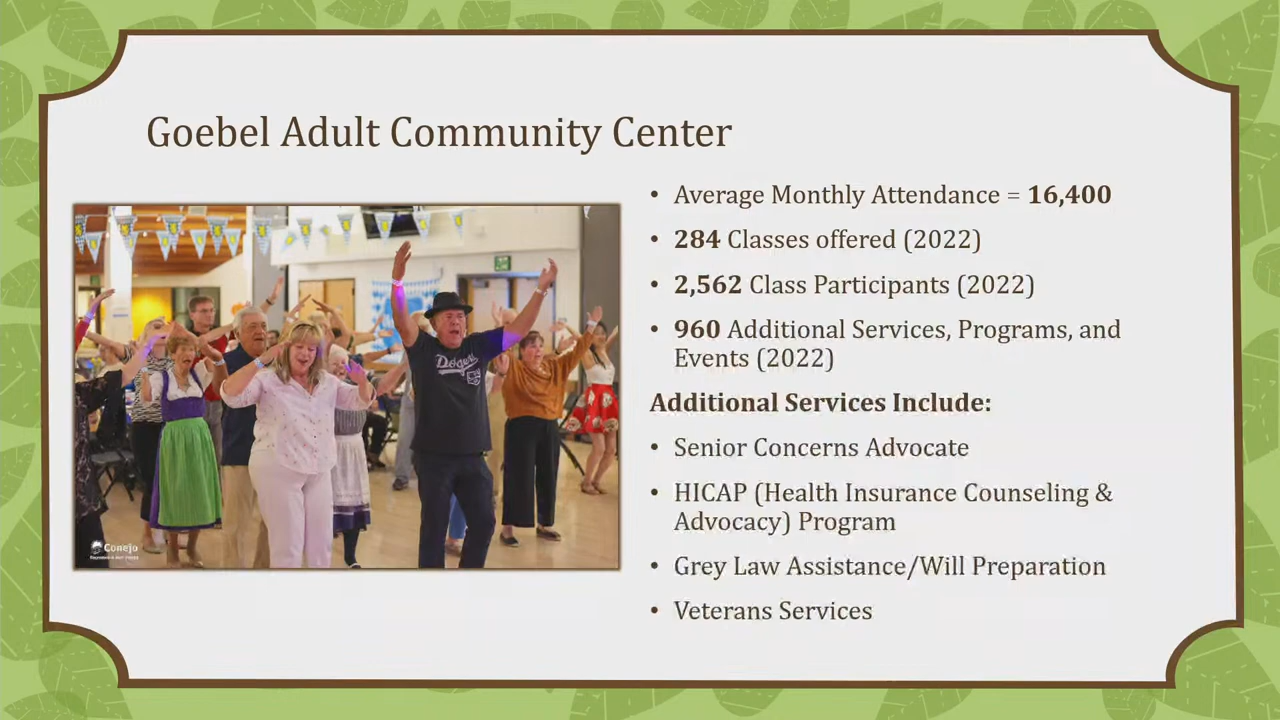 Goebel Adult Community Center
• Average Monthly Attendance = 16,400
• 284 Classes offered (2022)
• 2,562 Class Participants (2022)
• 960 Additional Services, Programs, and
Events (2022)
Additional Services Include:
• Senior Concerns Advocate
• HICAP (Health Insurance Counseling &
Advocacy) Program
• Grey Law Assistance/Will Preparation
• Veterans Services
Dodgers
Conejo